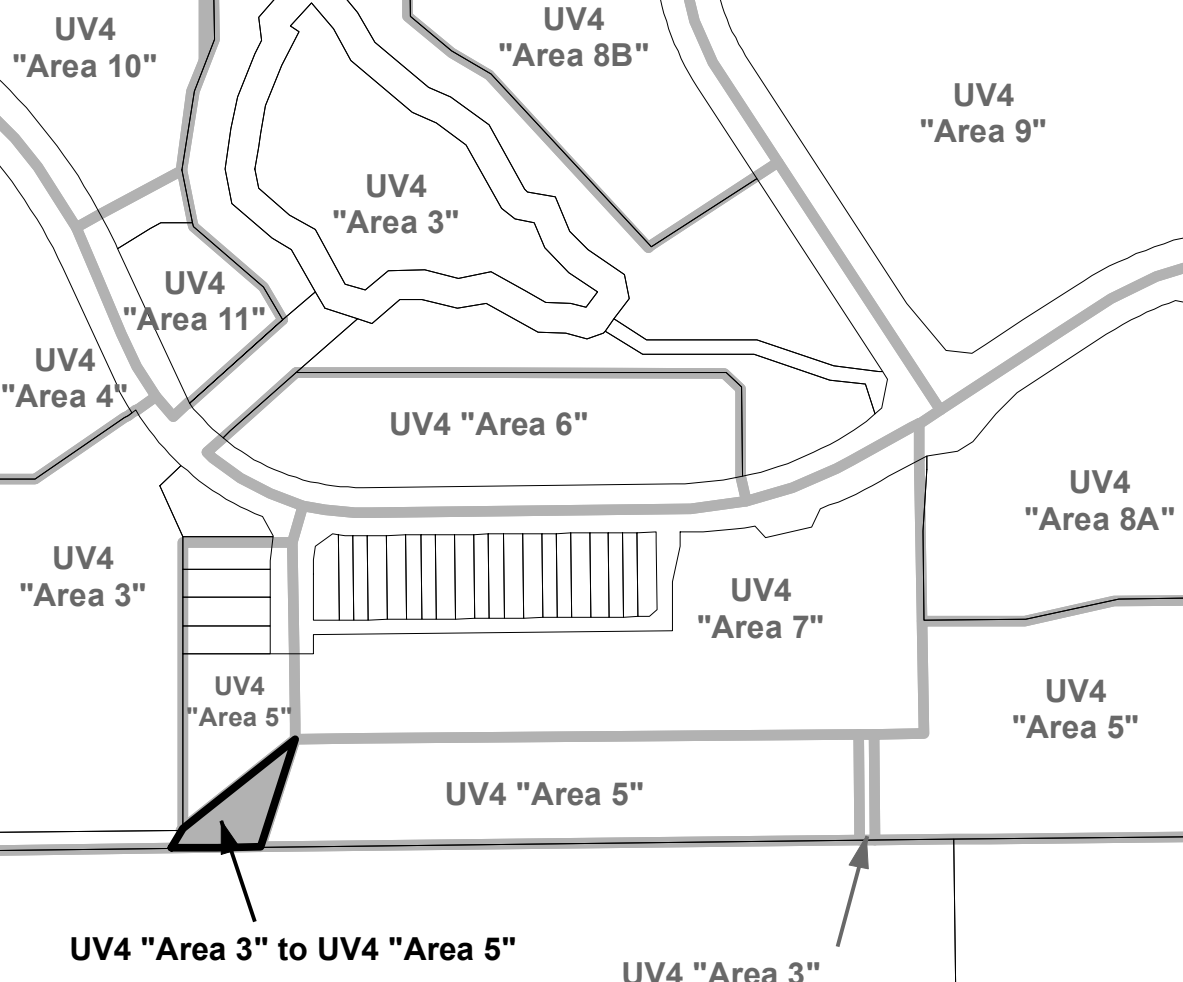 UV4
"Area 10"
UV4
"Area 8B"
UV4
"Area 9"
UV4
"Area 3"
UV4
"Area 11"
UV4
"Area 4"
UV4 "Area 6"
UV4
"Area 8A"
UV4
"Area 3"
UV4
"Area 7"
UV4
"Area 5"
UV4
"Area 5"
UV4 "Area 5"
UV4 "Area 3" to UV4 "Area 5"
UV4 "Area 3"